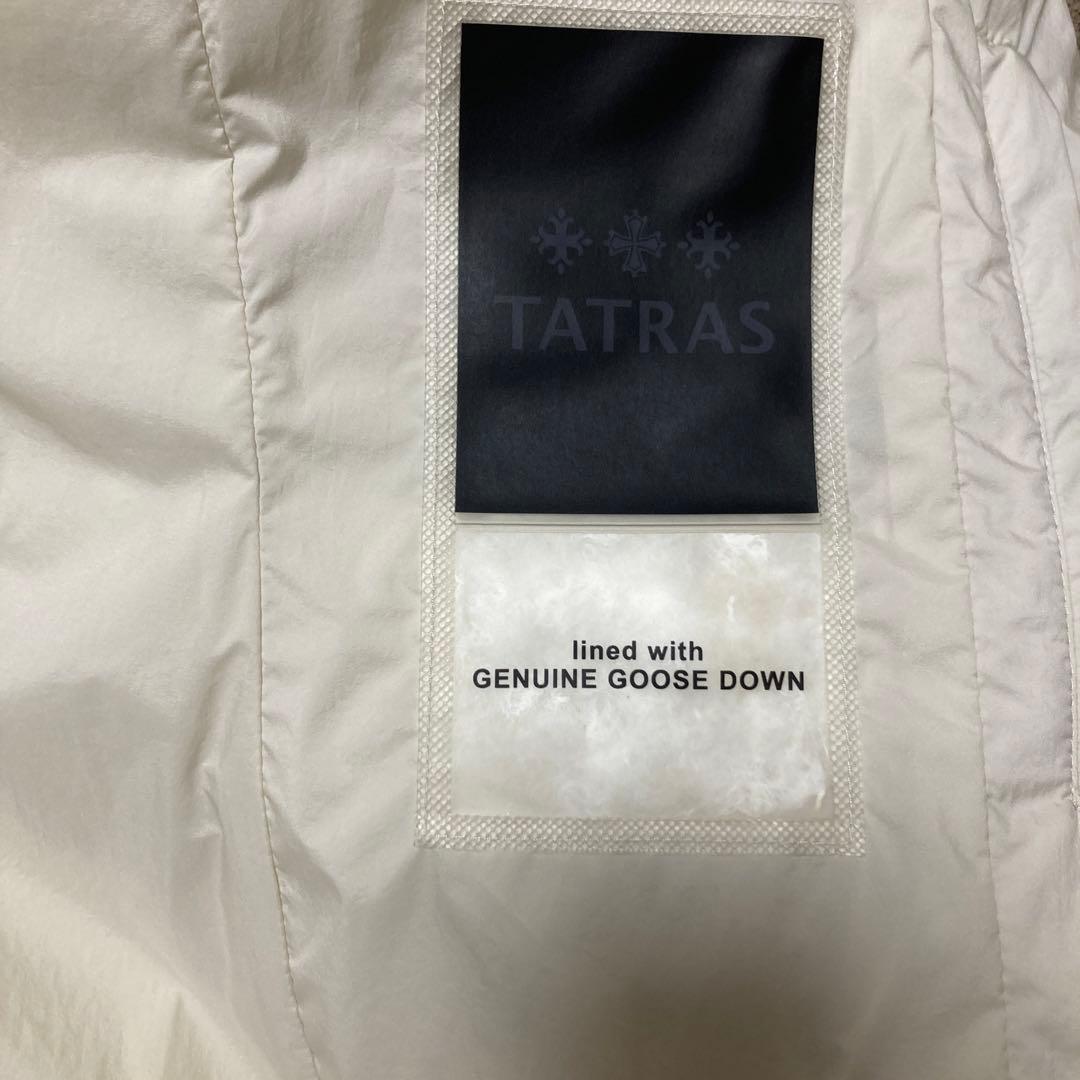 TATRAS
lined with
GENUINE GOOSE DOWN